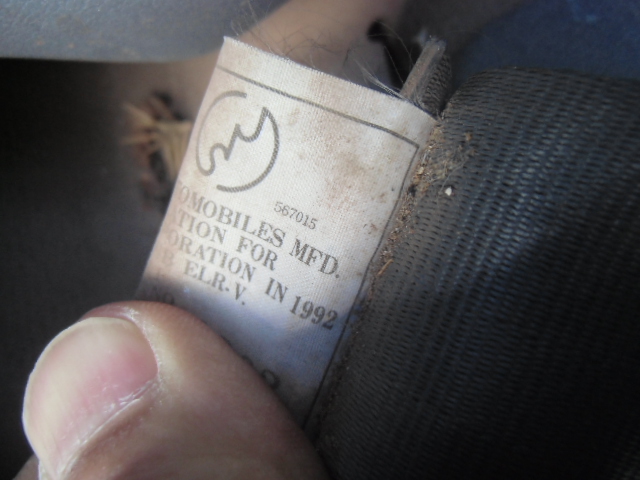 567015
OMOBILES MFD.
TION FOR
ORATION IN 1992
ELR-V.